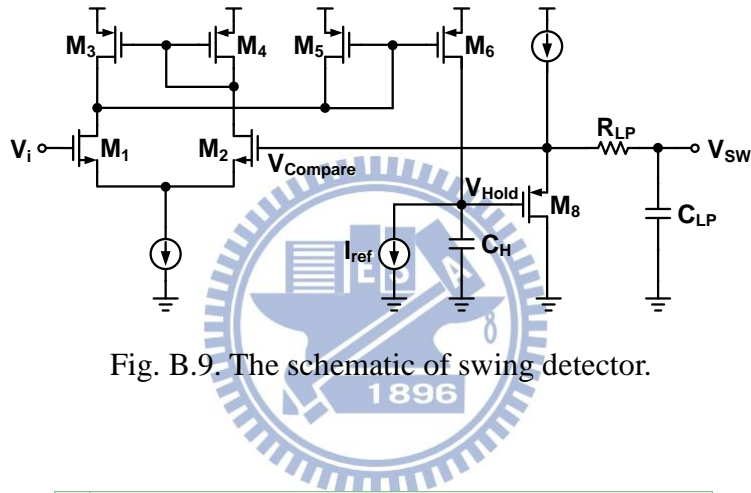 M3
M4
M5
M6
RLP
Vi
M1
M2
VCompare
VSW
VHold
M8
CLP
Iref
CH
E S A
Fig. B.9. The schematic of swing detector.
1896